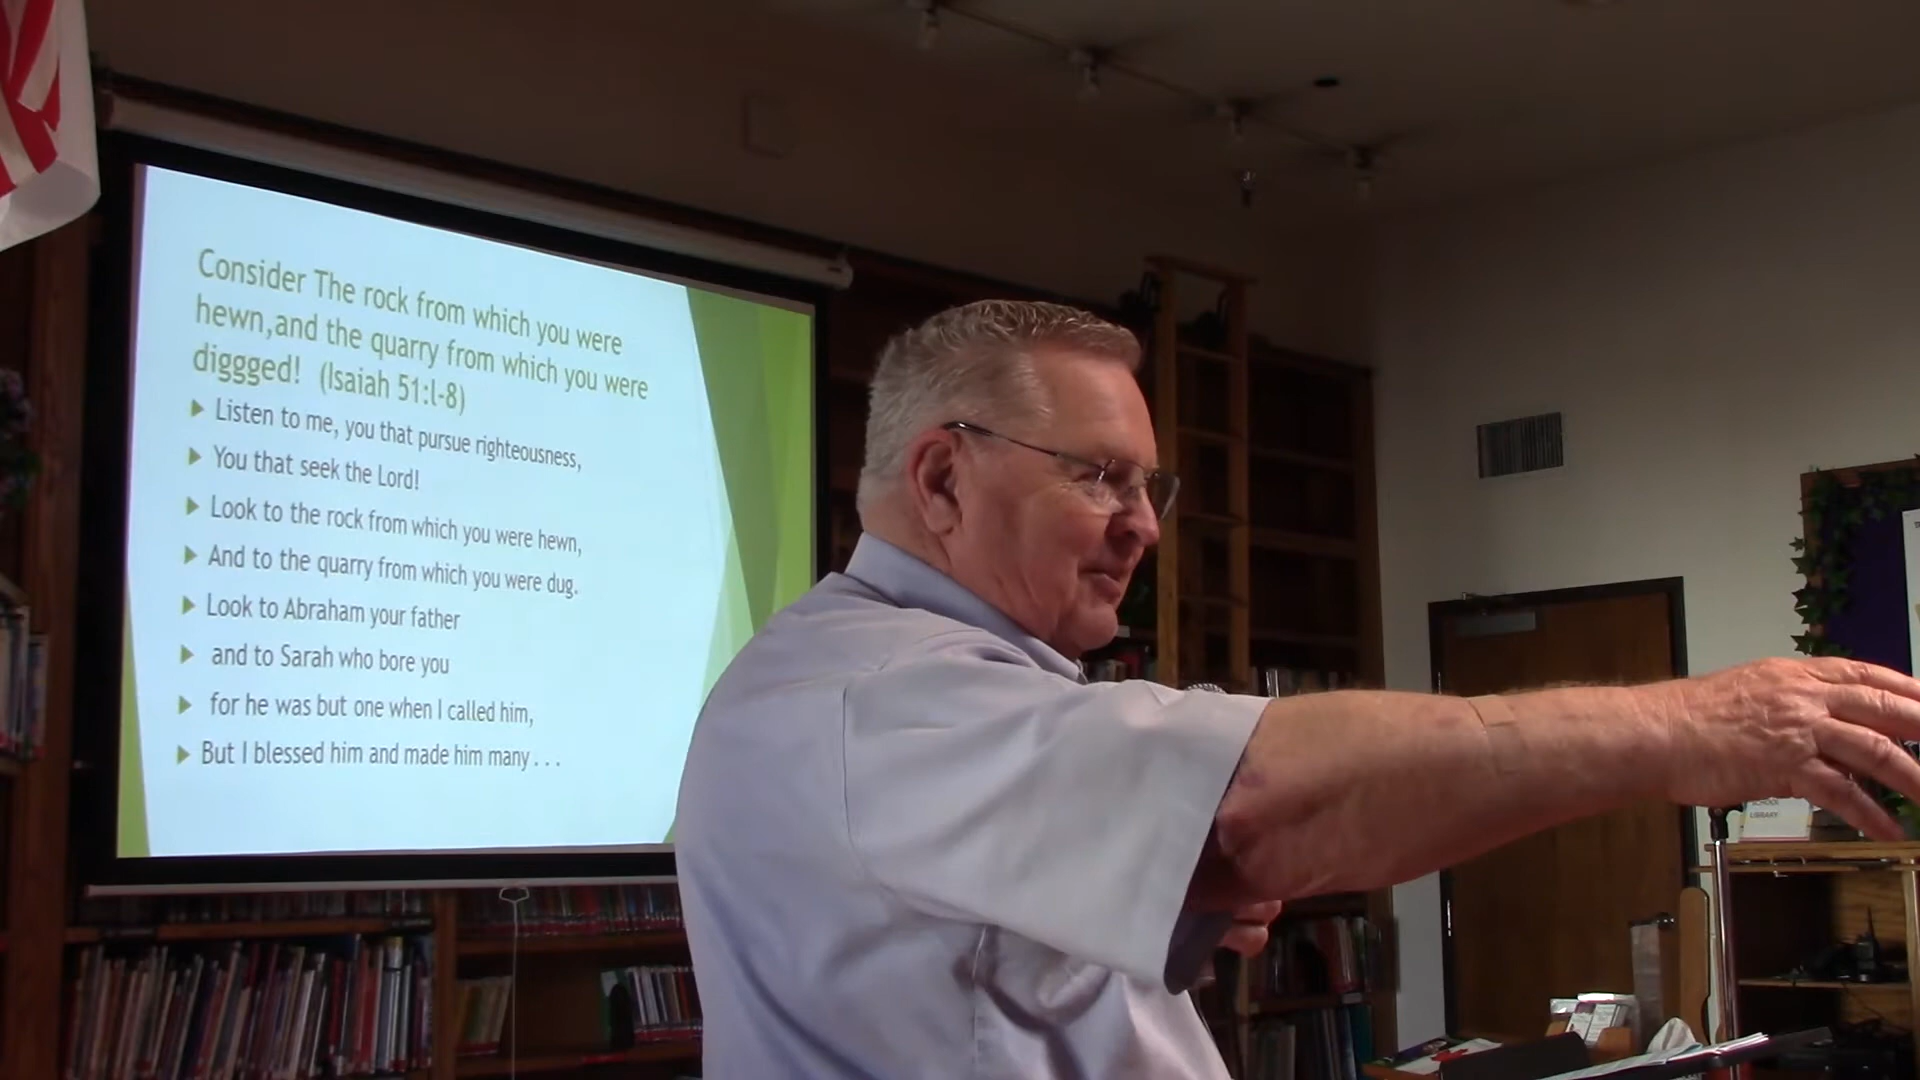 Consider The rock from which you were
hewn,and the quarry from which you were
diggged! (Isaiah 51:l-8)
Listen to me, you that pursue righteousness,
You that seek the Lord!
Look to the rock from which you were hewn,
And to the quarry from which you were dug.
Look to Abraham your father
and to Sarah who bore you
for he was but one when I called him,
But I blessed him and made him many . . .
SCHOOL
LIBRARY